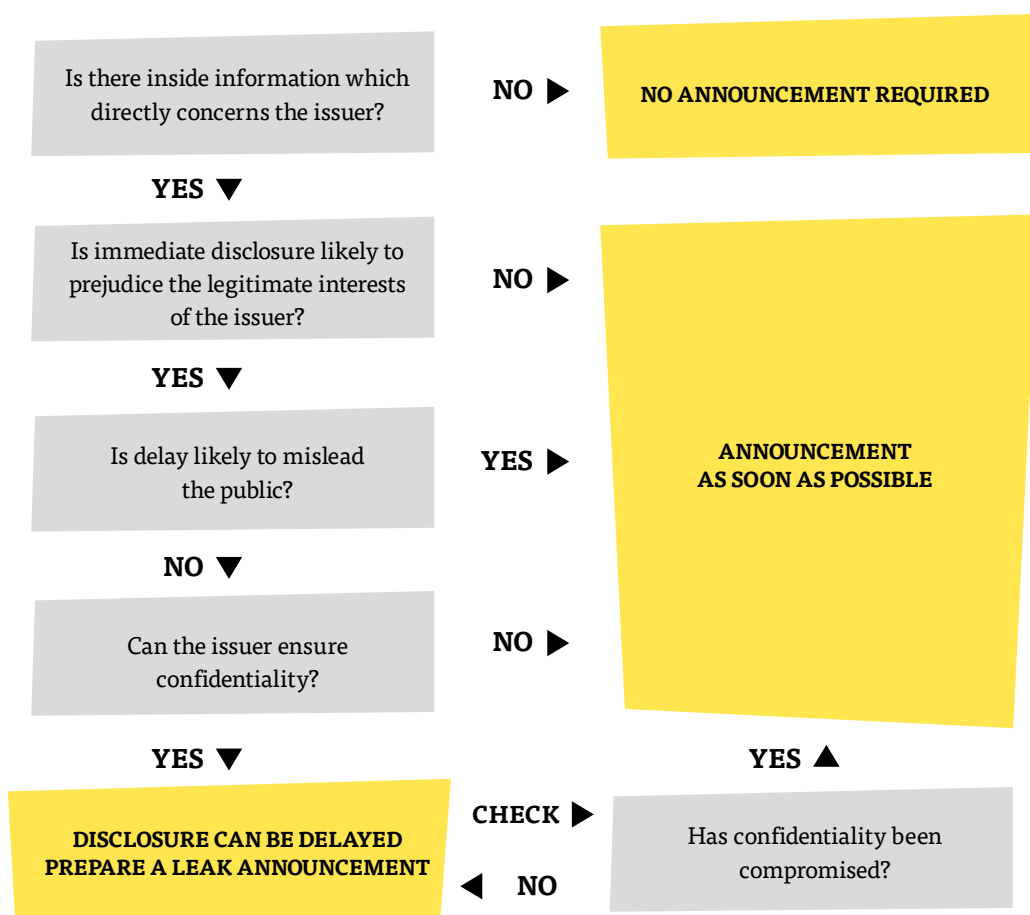 Is there inside information which
directly concerns the issuer?
NO
NO ANNOUNCEMENT REQUIRED
YES
Is immediate disclosure likely to
prejudice the legitimate interests
of the issuer?
NO
YES
Is delay likely to mislead
the public?
YES
ANNOUNCEMENT
AS SOON AS POSSIBLE
NO
Can the issuer ensure
confidentiality?
NO
YES
YES
DISCLOSURE CAN BE DELAYED
PREPARE A LEAK ANNOUNCEMENT
CHECK
NO
Has confidentiality been
compromised?